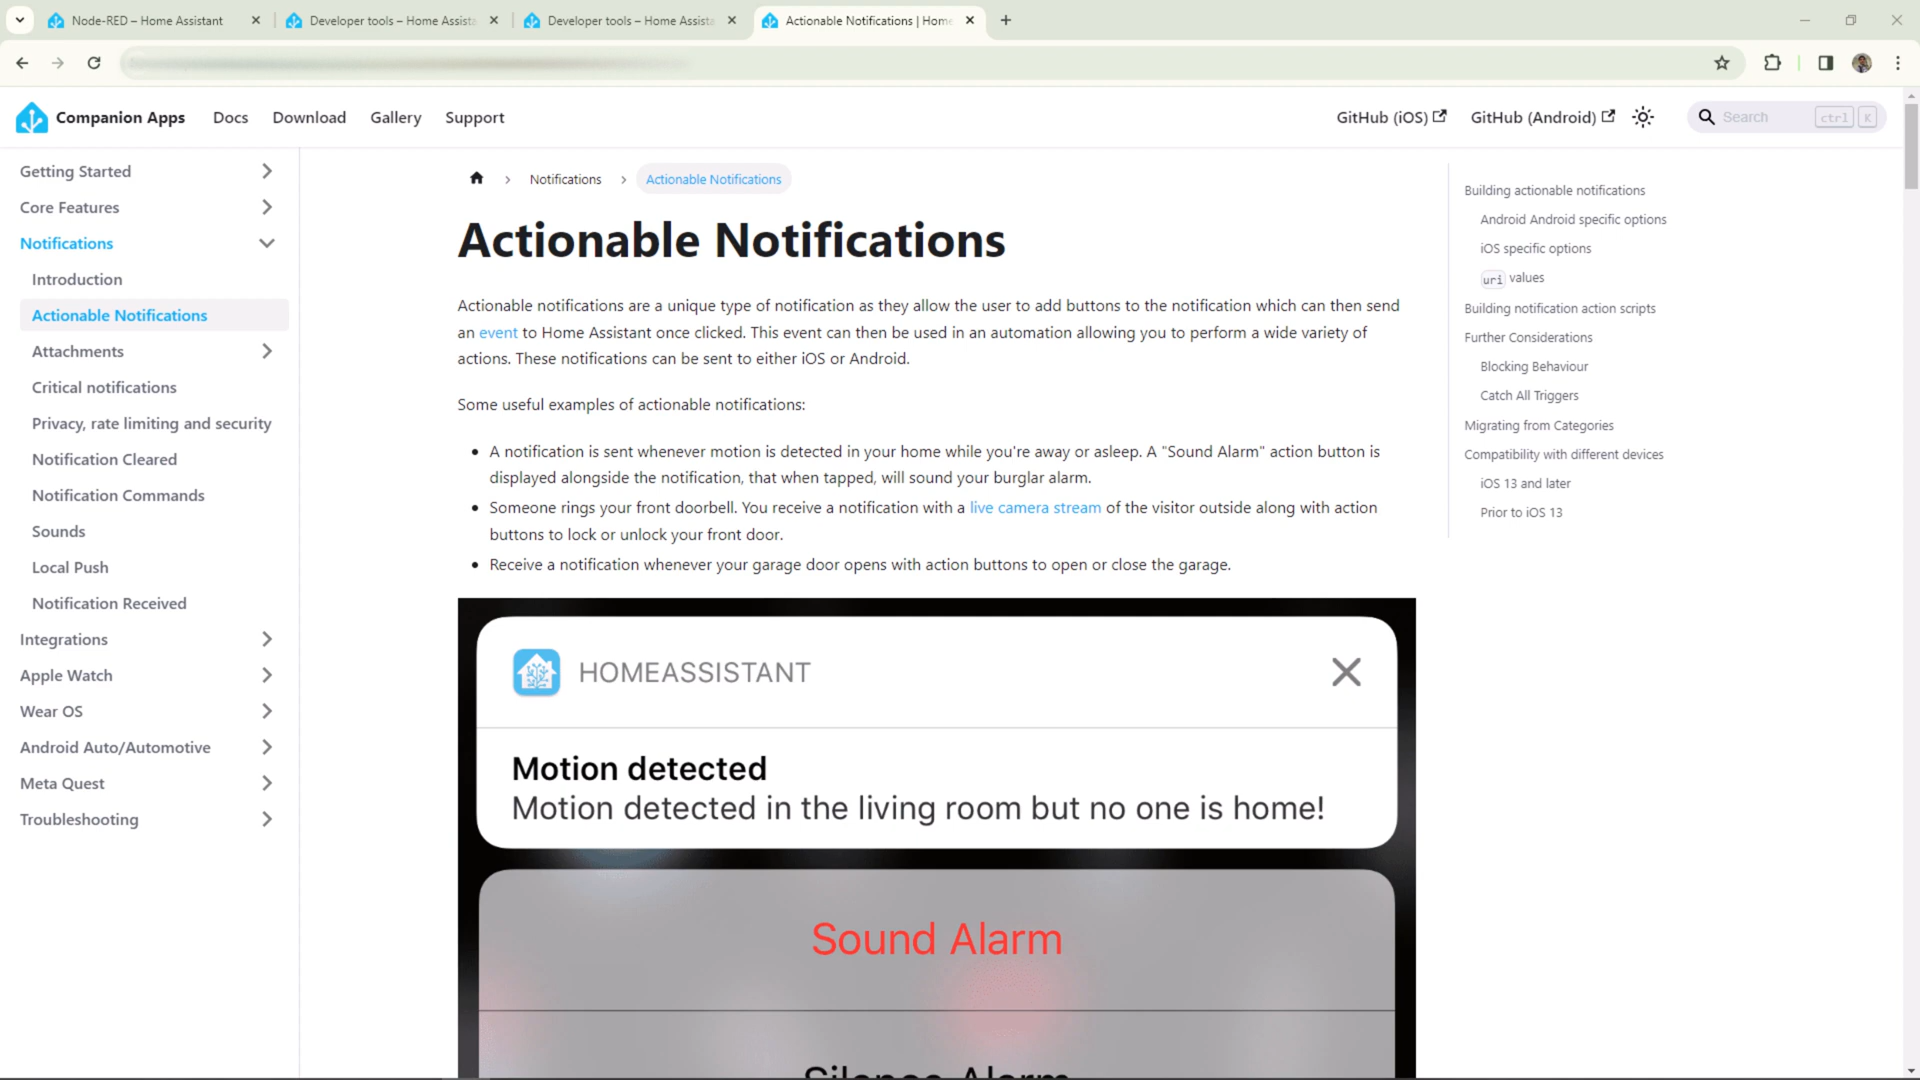 Node-RED – Home Assistant
Developer tools – Home Assista
Developer tools – Home Assista
Actionable Notifications | Home
Companion Apps
Docs
Download
Gallery
Support
GitHub (iOS)
GitHub (Android)
Search
ctrl
K
Getting Started
Core Features
Notifications
Introduction
Actionable Notifications
Attachments
Critical notifications
Privacy, rate limiting and security
Notification Cleared
Notification Commands
Sounds
Local Push
Notification Received
Integrations
Apple Watch
Wear OS
Android Auto/Automotive
Meta Quest
Troubleshooting
Notifications
Actionable Notifications
Actionable Notifications
Actionable notifications are a unique type of notification as they allow the user to add buttons to the notification which can then send
an event to Home Assistant once clicked. This event can then be used in an automation allowing you to perform a wide variety of
actions. These notifications can be sent to either iOS or Android.
Some useful examples of actionable notifications:
• A notification is sent whenever motion is detected in your home while you're away or asleep. A "Sound Alarm" action button is
displayed alongside the notification, that when tapped, will sound your burglar alarm.
• Someone rings your front doorbell. You receive a notification with a live camera stream of the visitor outside along with action
buttons to lock or unlock your front door.
• Receive a notification whenever your garage door opens with action buttons to open or close the garage.
HOMEASSISTANT
Motion detected
Motion detected in the living room but no one is home!
Sound Alarm
Silence Alarm
Building actionable notifications
Android Android specific options
iOS specific options
uri values
Building notification action scripts
Further Considerations
Blocking Behaviour
Catch All Triggers
Migrating from Categories
Compatibility with different devices
iOS 13 and later
Prior to iOS 13